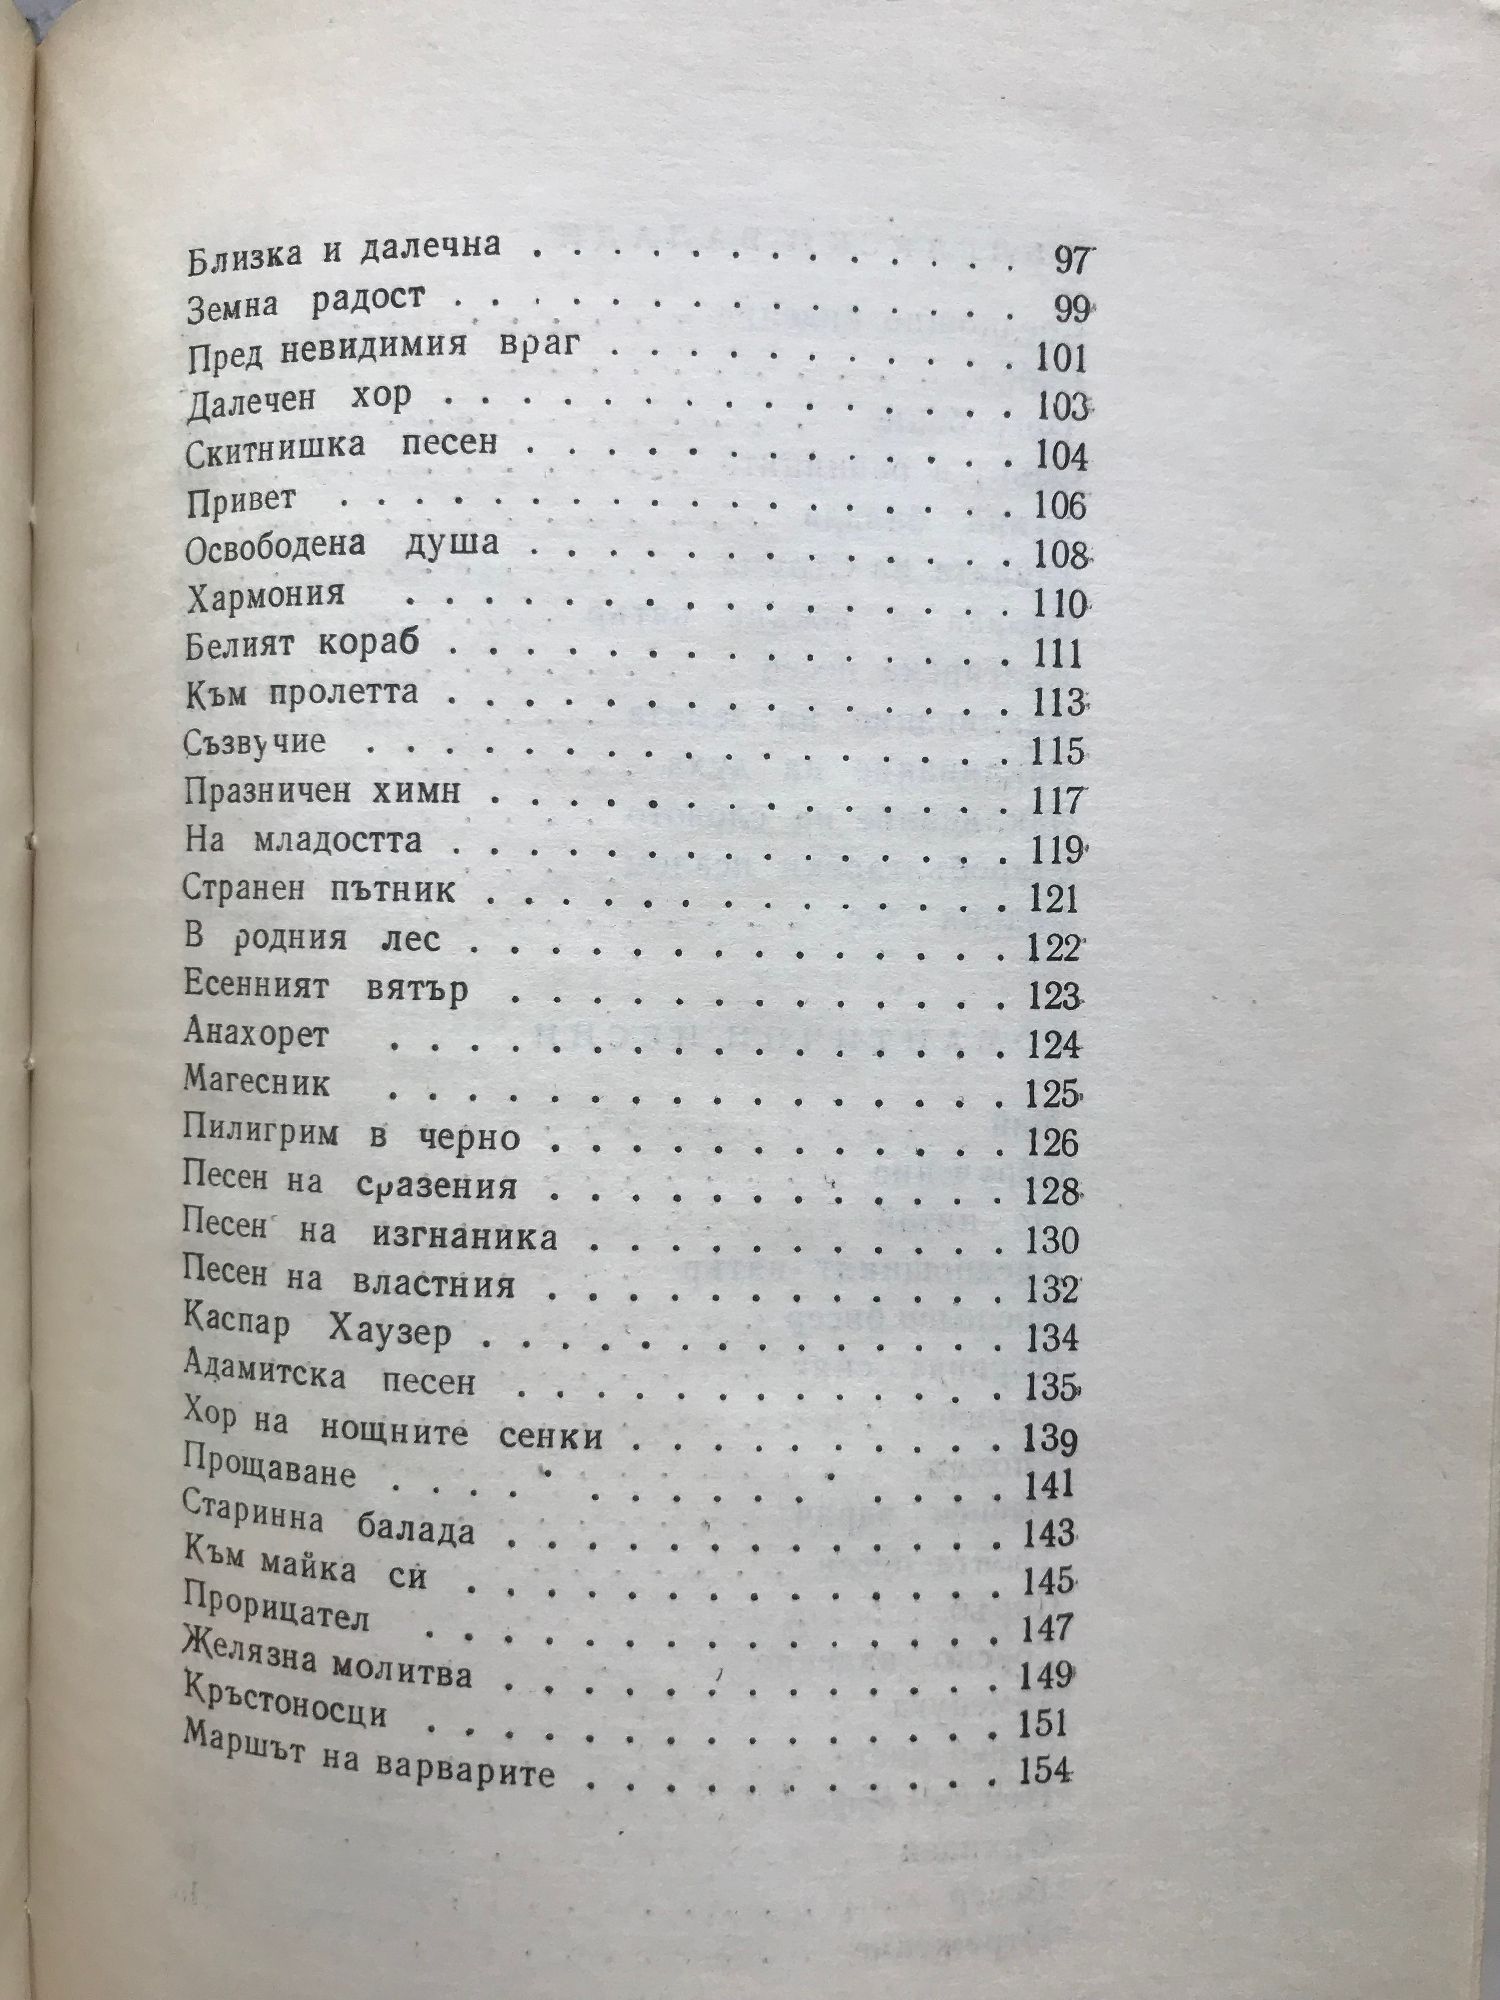 Близка и далечна . . . . . . . . . . . . . 97
Земна радост . . . . . . . . . . . . . . . 99
Пред невидимия враг . . . . . . . . . . . 101
Далечен хор . . . . . . . . . . . . . . . 103
Скитнишка песен . . . . . . . . . . . . . 104
Привет . . . . . . . . . . . . . . . . . . 106
Освободена душа . . . . . . . . . . . . . 108
Хармония . . . . . . . . . . . . . . . . 110
Белият кораб . . . . . . . . . . . . . . . 111
Към пролетта . . . . . . . . . . . . . . . 113
Съзвучие . . . . . . . . . . . . . . . . . 115
Празничен химн . . . . . . . . . . . . . . 117
На младостта . . . . . . . . . . . . . . . 119
Странен пътник . . . . . . . . . . . . . . 121
В родния лес . . . . . . . . . . . . . . . 122
Есенният вятър . . . . . . . . . . . . . 123
Анахорет . . . . . . . . . . . . . . . . 124
Магесник . . . . . . . . . . . . . . . . 125
Пилигрим в черно . . . . . . . . . . . . 126
Песен на сразения . . . . . . . . . . . . 128
Песен на изгнаника . . . . . . . . . . . 130
Песен на властния . . . . . . . . . . . . 132
Каспар Хаузер . . . . . . . . . . . . . . 134
Адамитска песен . . . . . . . . . . . . . 135
Хор на нощните сенки . . . . . . . . . . 139
Прощаване . . . . . . . . . . . . . . . . 141
Старинна балада . . . . . . . . . . . . . 143
Към майка си . . . . . . . . . . . . . . 145
Прорицател . . . . . . . . . . . . . . . 147
Желязна молитва . . . . . . . . . . . . . 149
Кръстоносци . . . . . . . . . . . . . . . 151
Маршът на варварите . . . . . . . . . . . 154